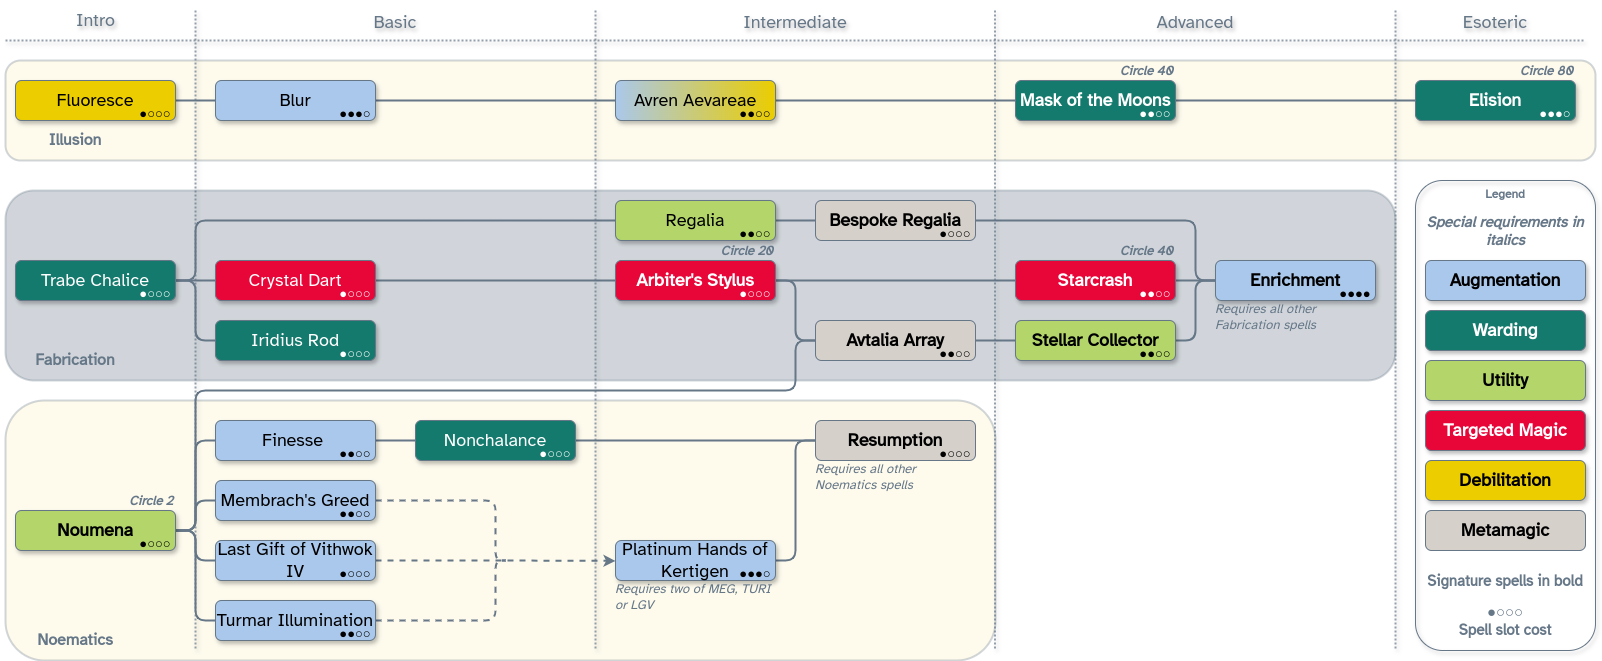 Intro
Basic
Intermediate
Advanced
Esoteric
Circle 40
Circle 80
Fluoresce
Blur
Avren Aevareae
Mask of the Moons
Elision
Illusion
Regalia
Bespoke Regalia
Circle 20
Circle 40
Trabe Chalice
Crystal Dart
Arbiter's Stylus
Starcrash
Enrichment
Requires all other
Fabrication spells
Iridius Rod
Avtalia Array
Stellar Collector
Fabrication
Finesse
Nonchalance
Resumption
Requires all other
Noematics spells
Circle 2
Noumena
Membrach's Greed
Last Gift of Vithwok
IV
Platinum Hands of
Kertigen
Requires two of MEG, TURI
or LGV
Turmar Illumination
Noematics
Legend
Special requirements in
italics
Augmentation
Warding
Utility
Targeted Magic
Debilitation
Metamagic
Signature spells in bold
Spell slot cost